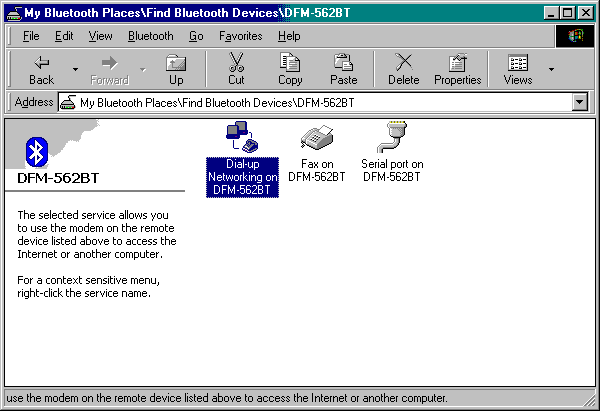 My Bluetooth Places\Find Bluetooth Devices\DFM-562BT
File Edit View Bluetooth Go Favorites Help
Back Forward Up Cut Copy Paste Delete Properties Views
Address My Bluetooth Places\Find Bluetooth Devices\DFM-562BT
DFM-562BT
The selected service allows you
to use the modem on the remote
device listed above to access the
Internet or another computer.
For a context sensitive menu,
right-click the service name.
Dial-up
Networking on
DFM-562BT
Fax on
DFM-562BT
Serial port on
DFM-562BT
use the modem on the remote device listed above to access the Internet or another computer.